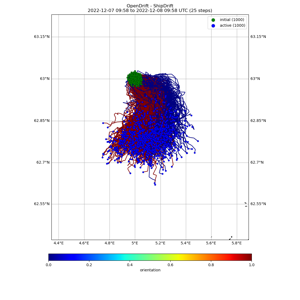 OpenDrift - ShipDrift
2022-12-07 09:58 to 2022-12-08 09:58 UTC (25 steps)
initial (1000)
active (1000)
63.15°N 63.15°N
63°N 63°N
62.85°N 62.85°N
62.7°N 62.7°N
62.55°N 62.55°N
4.4°E 4.6°E 4.8°E 5°E 5.2°E 5.4°E 5.6°E 5.8°E
0.0 0.2 0.4 0.6 0.8 1.0
orientation